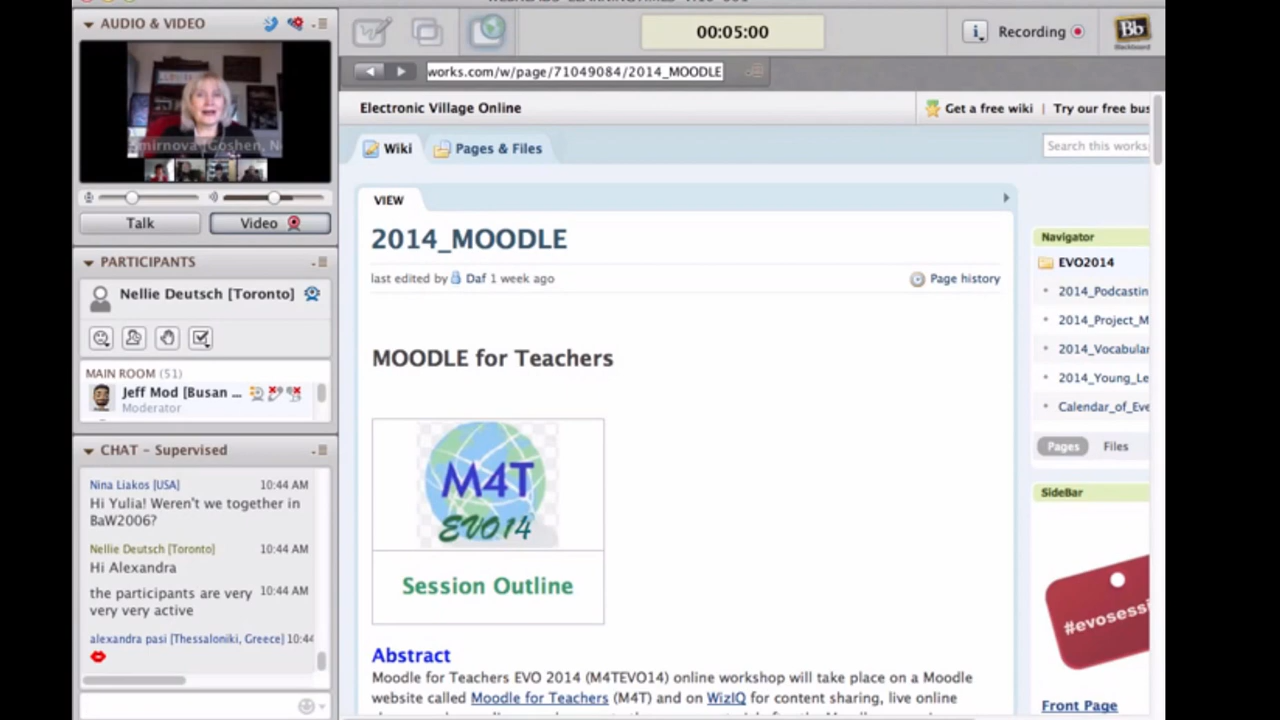 AUDIO & VIDEO
mirnova [Goshen, N
Talk
Video
PARTICIPANTS
Nellie Deutsch [Toronto]
MAIN ROOM (51)
Jeff Mod [Busan ...
Moderator
CHAT - Supervised
Nina Liakos [USA] 10:44 AM
Hi Yulia! Weren't we together in
BaW2006?
Nellie Deutsch [Toronto] 10:44 AM
Hi Alexandra
the participants are very 10:44 AM
very very active
alexandra pasi [Thessaloniki, Greece] 10:44
00:05:00
Recording
Bb
Blackboard
works.com/w/page/71049084/2014_MOODLE
Electronic Village Online
Get a free wiki | Try our free bus
Wiki
Pages & Files
Search this works
VIEW
2014_MOODLE
last edited by Daf 1 week ago
Page history
MOODLE for Teachers
M4T
EVO14
Session Outline
Abstract
Moodle for Teachers EVO 2014 (M4TEVO14) online workshop will take place on a Moodle
website called Moodle for Teachers (M4T) and on WizIQ for content sharing, live online
Navigator
EVO2014
2014_Podcastin
2014_Project_M
2014_Vocabular
2014_Young_Le
Calendar_of_Eve
Pages
Files
SideBar
#evosessi
Front Page